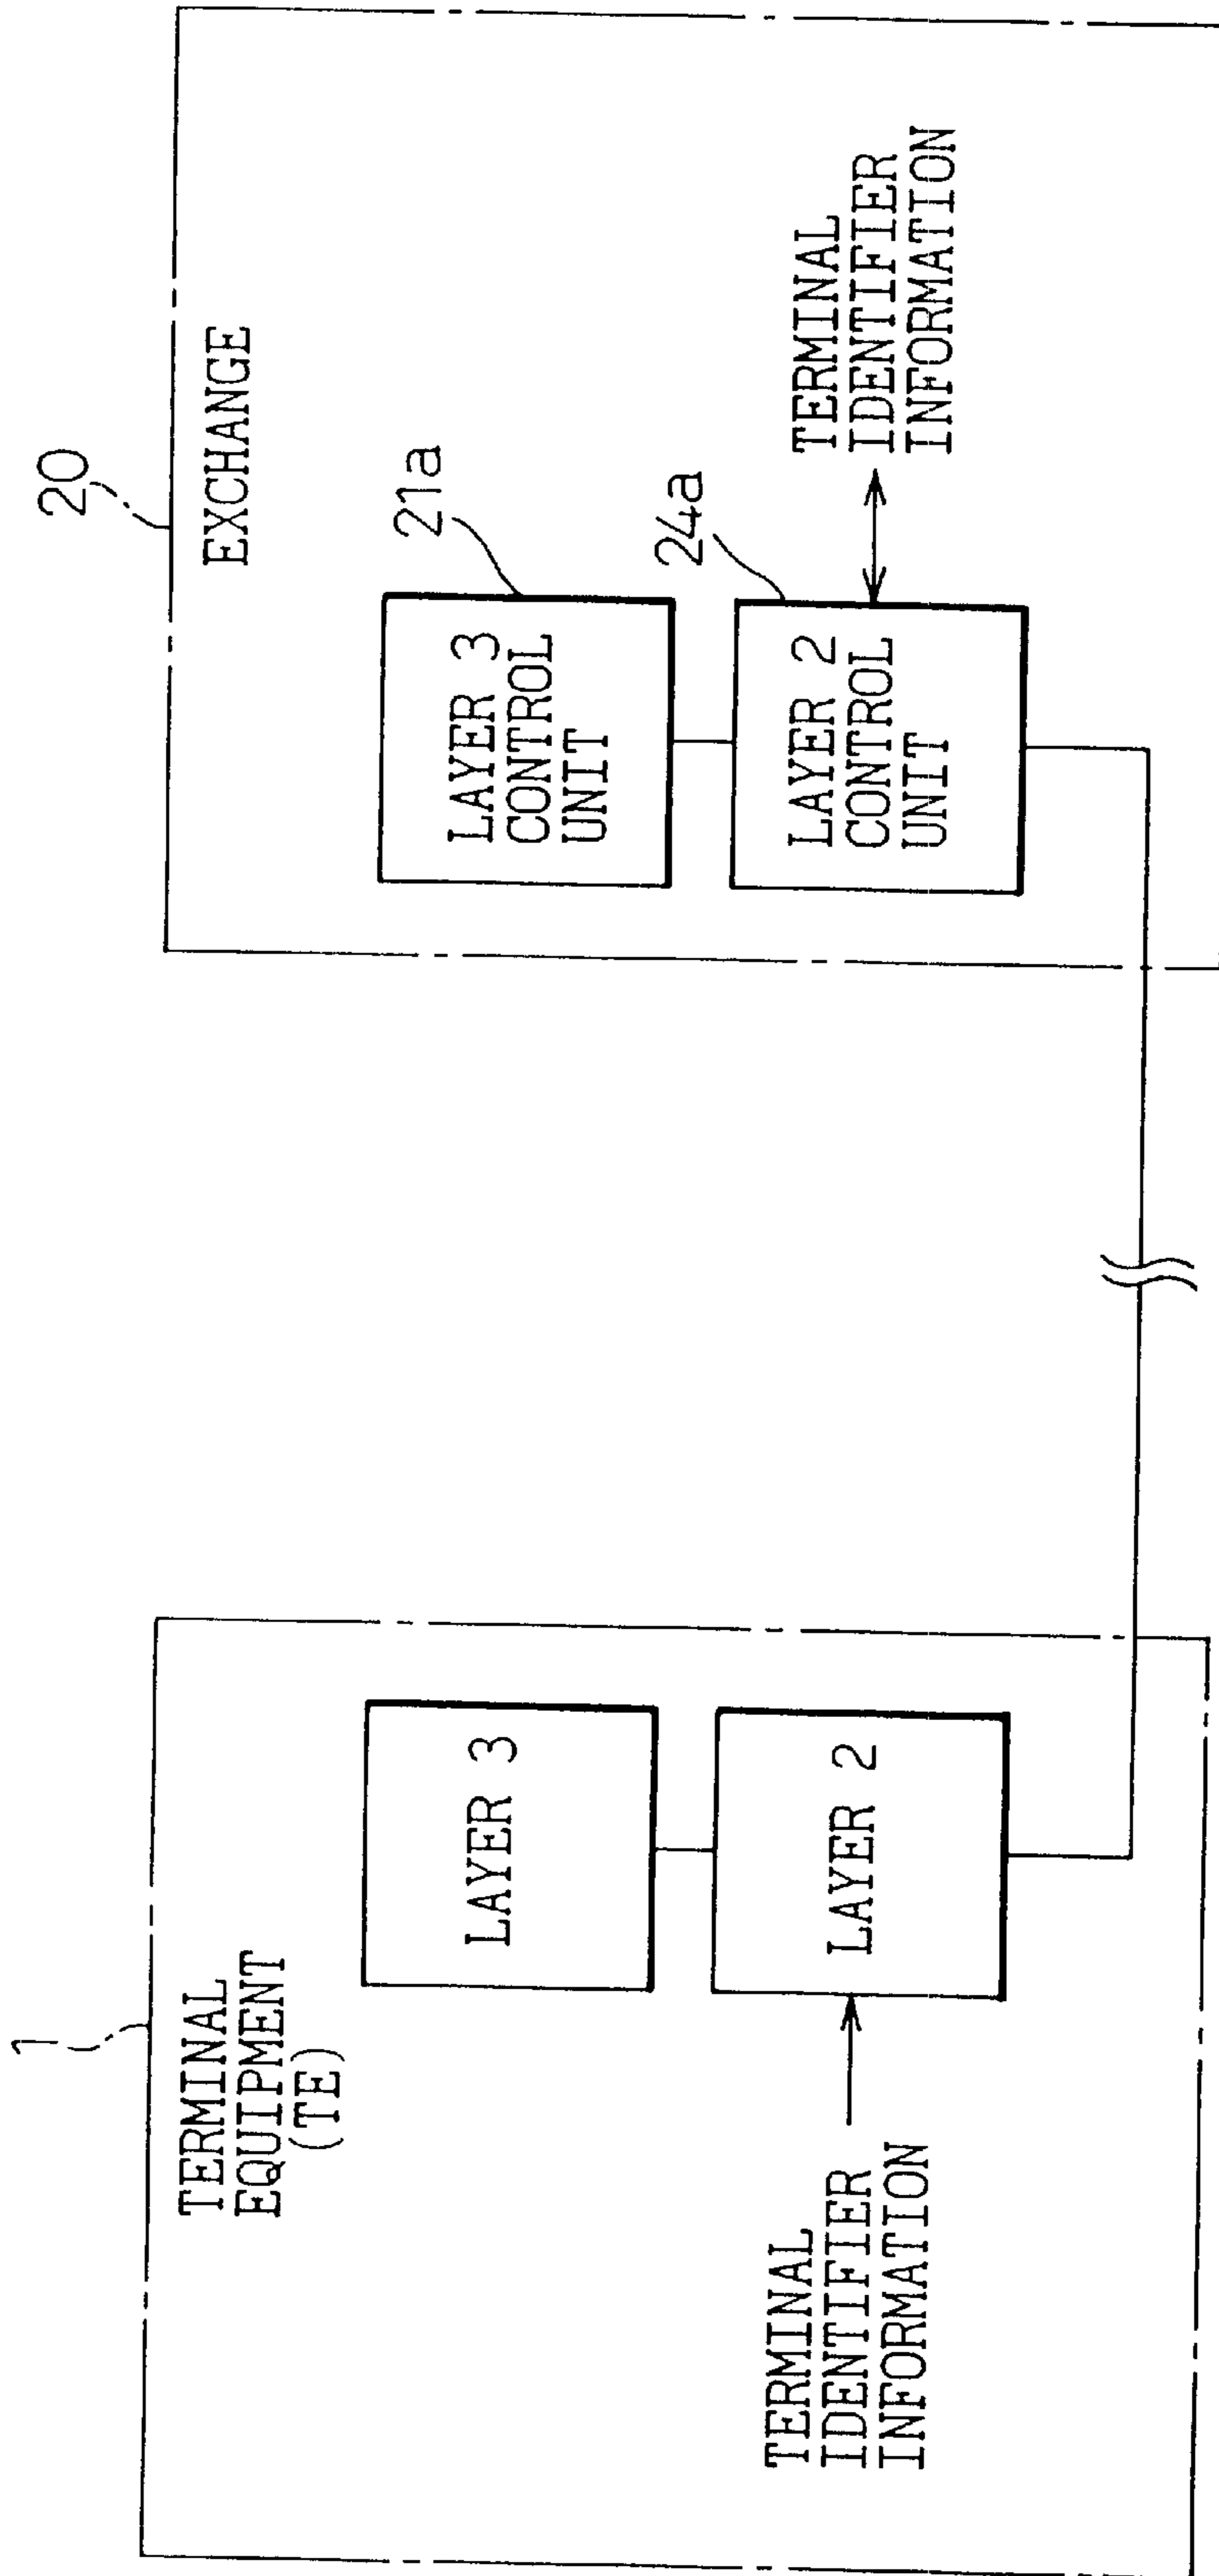 1
TERMINAL
EQUIPMENT
(TE)
LAYER 3
LAYER 2
TERMINAL
IDENTIFIER
INFORMATION
20
EXCHANGE
21a
LAYER 3
CONTROL
UNIT
24a
LAYER 2
CONTROL
UNIT
TERMINAL
IDENTIFIER
INFORMATION